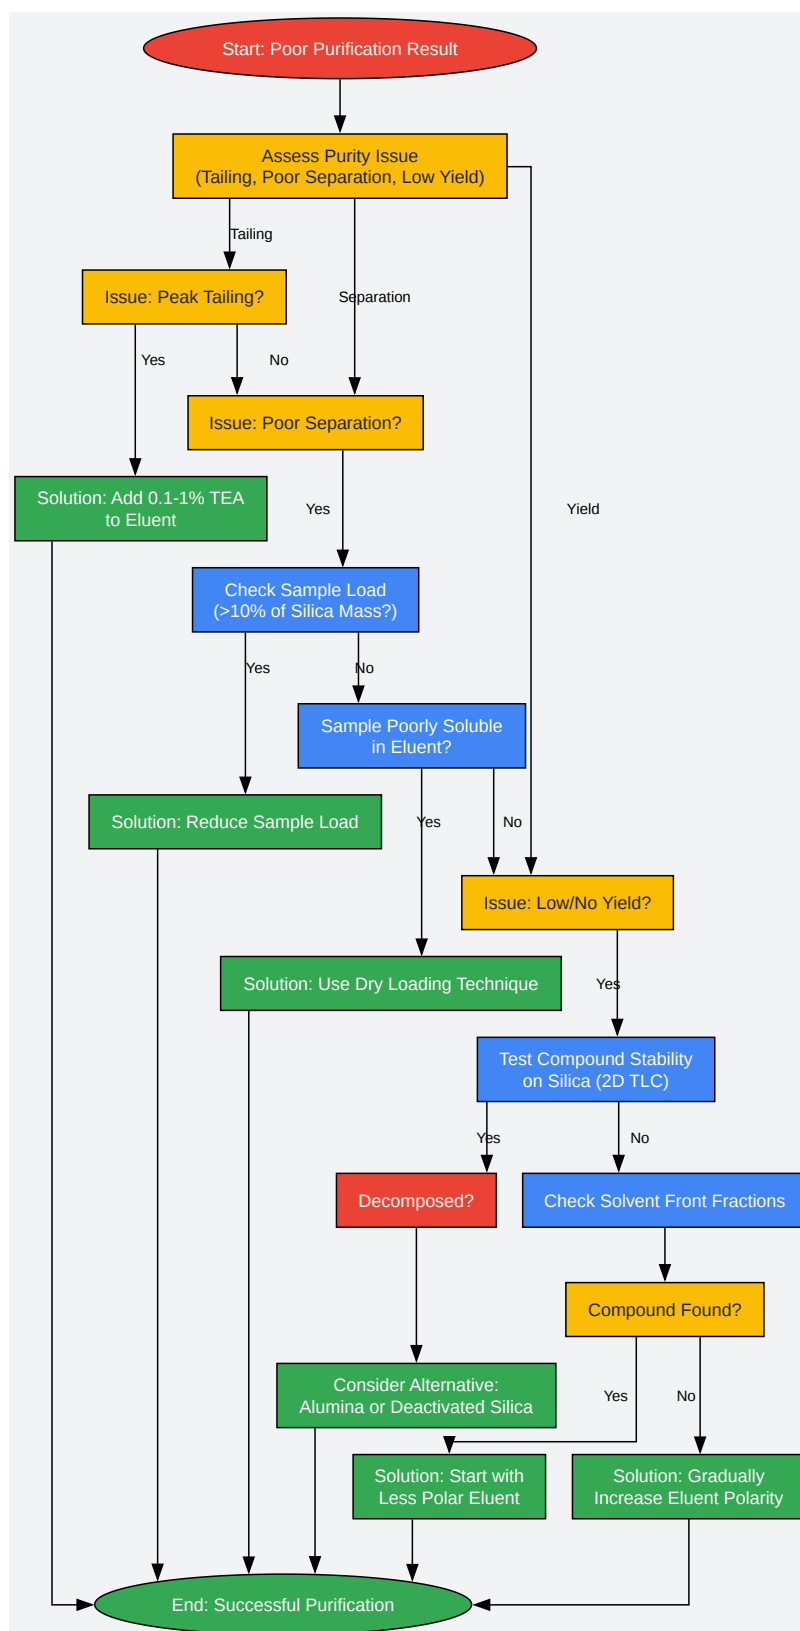 Start: Poor Purification Result
Assess Purity Issue
(Tailing, Poor Separation, Low Yield)
Tailing
Issue: Peak Tailing?
Separation
Yes
No
Issue: Poor Separation?
Solution: Add 0.1-1% TEA
to Eluent
Yes
Yield
Check Sample Load
(>10% of Silica Mass?)
Yes
No
Sample Poorly Soluble
in Eluent?
Solution: Reduce Sample Load
Yes
No
Issue: Low/No Yield?
Solution: Use Dry Loading Technique
Yes
Test Compound Stability
on Silica (2D TLC)
Yes
No
Decomposed?
Check Solvent Front Fractions
Compound Found?
Consider Alternative:
Alumina or Deactivated Silica
Yes
No
Solution: Start with
Less Polar Eluent
Solution: Gradually
Increase Eluent Polarity
End: Successful Purification